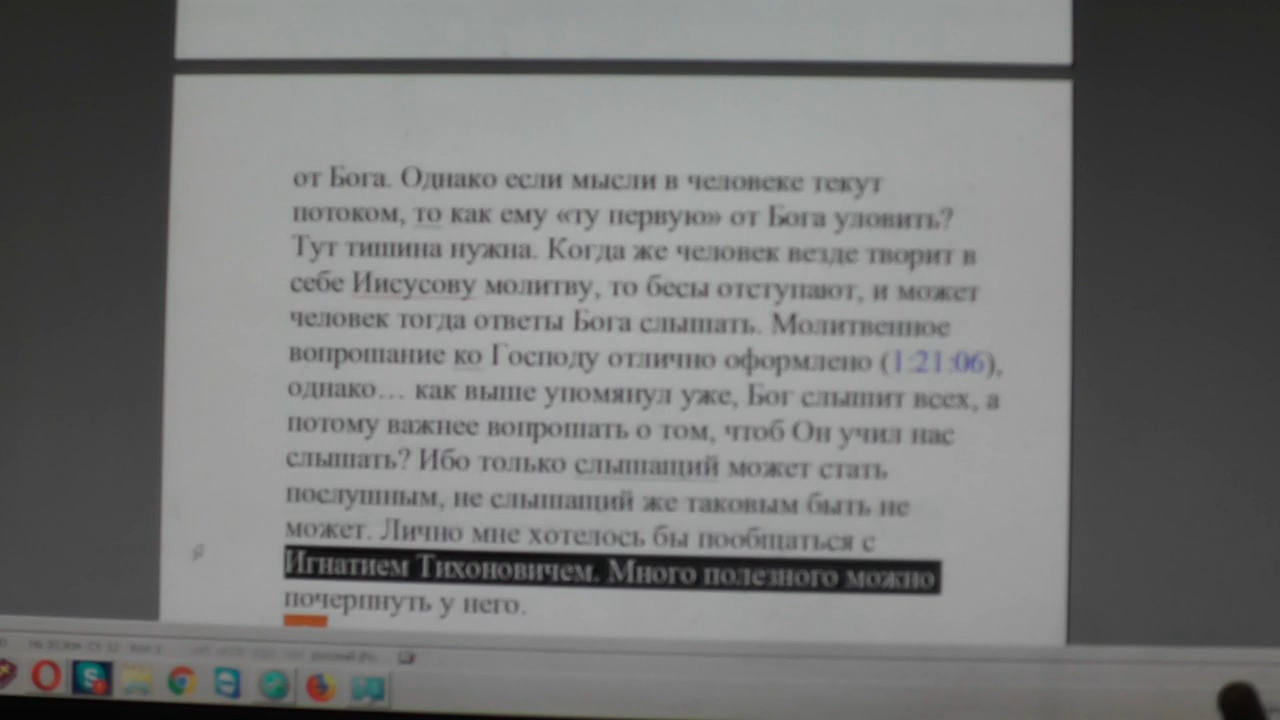 от Бога. Однако если мысли в человеке текут
потоком, то как ему «ту первую» от Бога уловить?
Тут тишина нужна. Когда же человек везде творит в
себе Иисусову молитву, то бесы отступают, и может
человек тогда ответы Бога слышать. Молитвенное
вопрошание ко Господу отлично оформлено (1:21:06),
однако… как выше упомянул уже, Бог слышит всех, а
потому важнее вопрошать о том, чтоб Он учил нас
слышать? Ибо только слышащий может стать
послушным, не слышащий же таковым быть не
может. Лично мне хотелось бы пообщаться с
Игнатием Тихоновичем. Много полезного можно
почерпнуть у него.